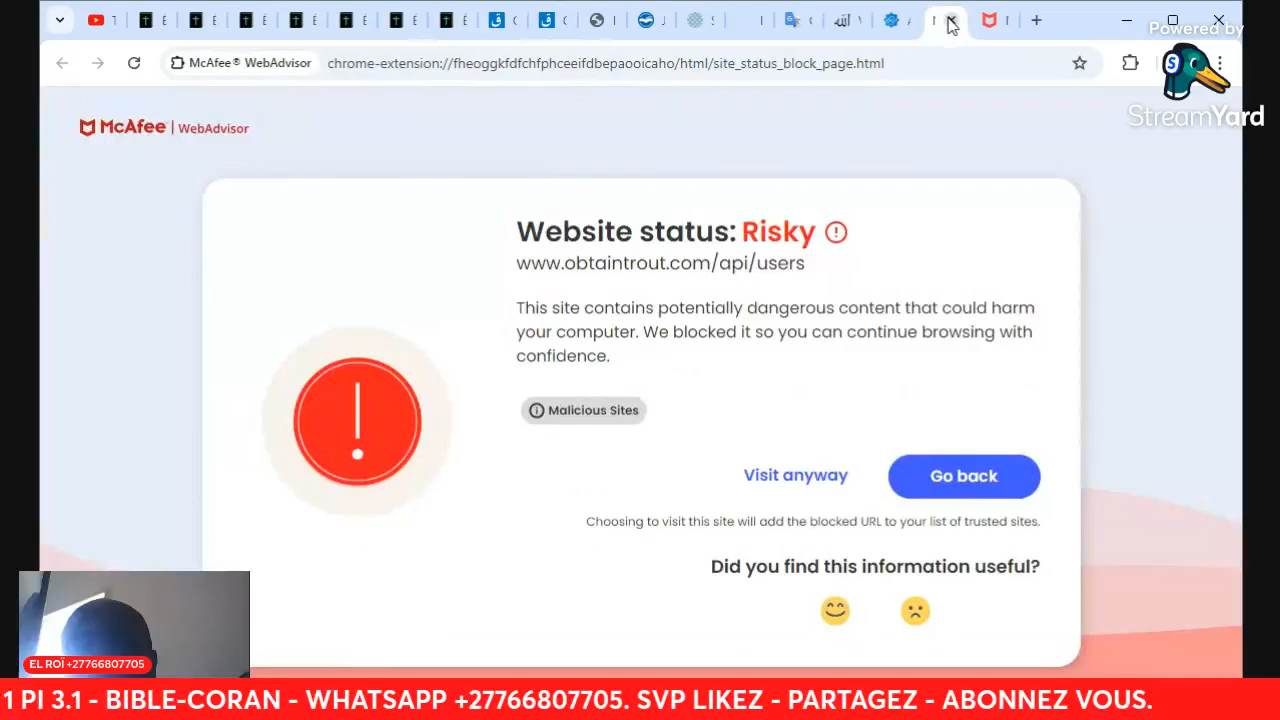 Powered by
StreamYard
McAfee® WebAdvisor
chrome-extension://fheoggkfdfchfphceeifdbepaooicaho/html/site_status_block_page.html
McAfee | WebAdvisor
Website status: Risky
www.obtaintrout.com/api/users
This site contains potentially dangerous content that could harm
your computer. We blocked it so you can continue browsing with
confidence.
Malicious Sites
Visit anyway
Go back
Choosing to visit this site will add the blocked URL to your list of trusted sites.
Did you find this information useful?
EL ROÏ +27766807705
1 PI 3.1 - BIBLE-CORAN - WHATSAPP +27766807705. SVP LIKEZ - PARTAGEZ - ABONNEZ VOUS.